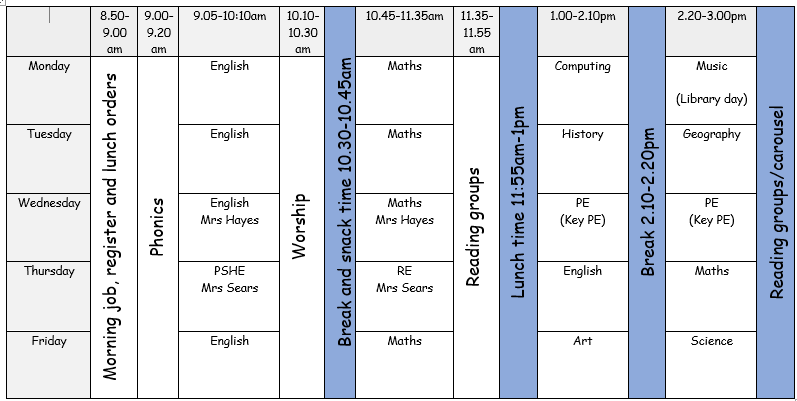 8.50-
9.00
am
9.00-
9.20
am
9.05-10:10am
10.10-
10.30
am
Break and snack time 10.30-10.45am
10.45-11.35am
11.35-
11.55
am
Lunch time 11:55am-1pm
1.00-2.10pm
Break 2.10-2.20pm
2.20-3.00pm
Reading groups/carousel
Morning job, register and lunch orders
Phonics
Worship
Reading groups
Monday
English
Maths
Computing
Music
(Library day)
Tuesday
English
Maths
History
Geography
Wednesday
English
Mrs Hayes
Maths
Mrs Hayes
PE
(Key PE)
PE
(Key PE)
Thursday
PSHE
Mrs Sears
RE
Mrs Sears
English
Maths
Friday
English
Maths
Art
Science